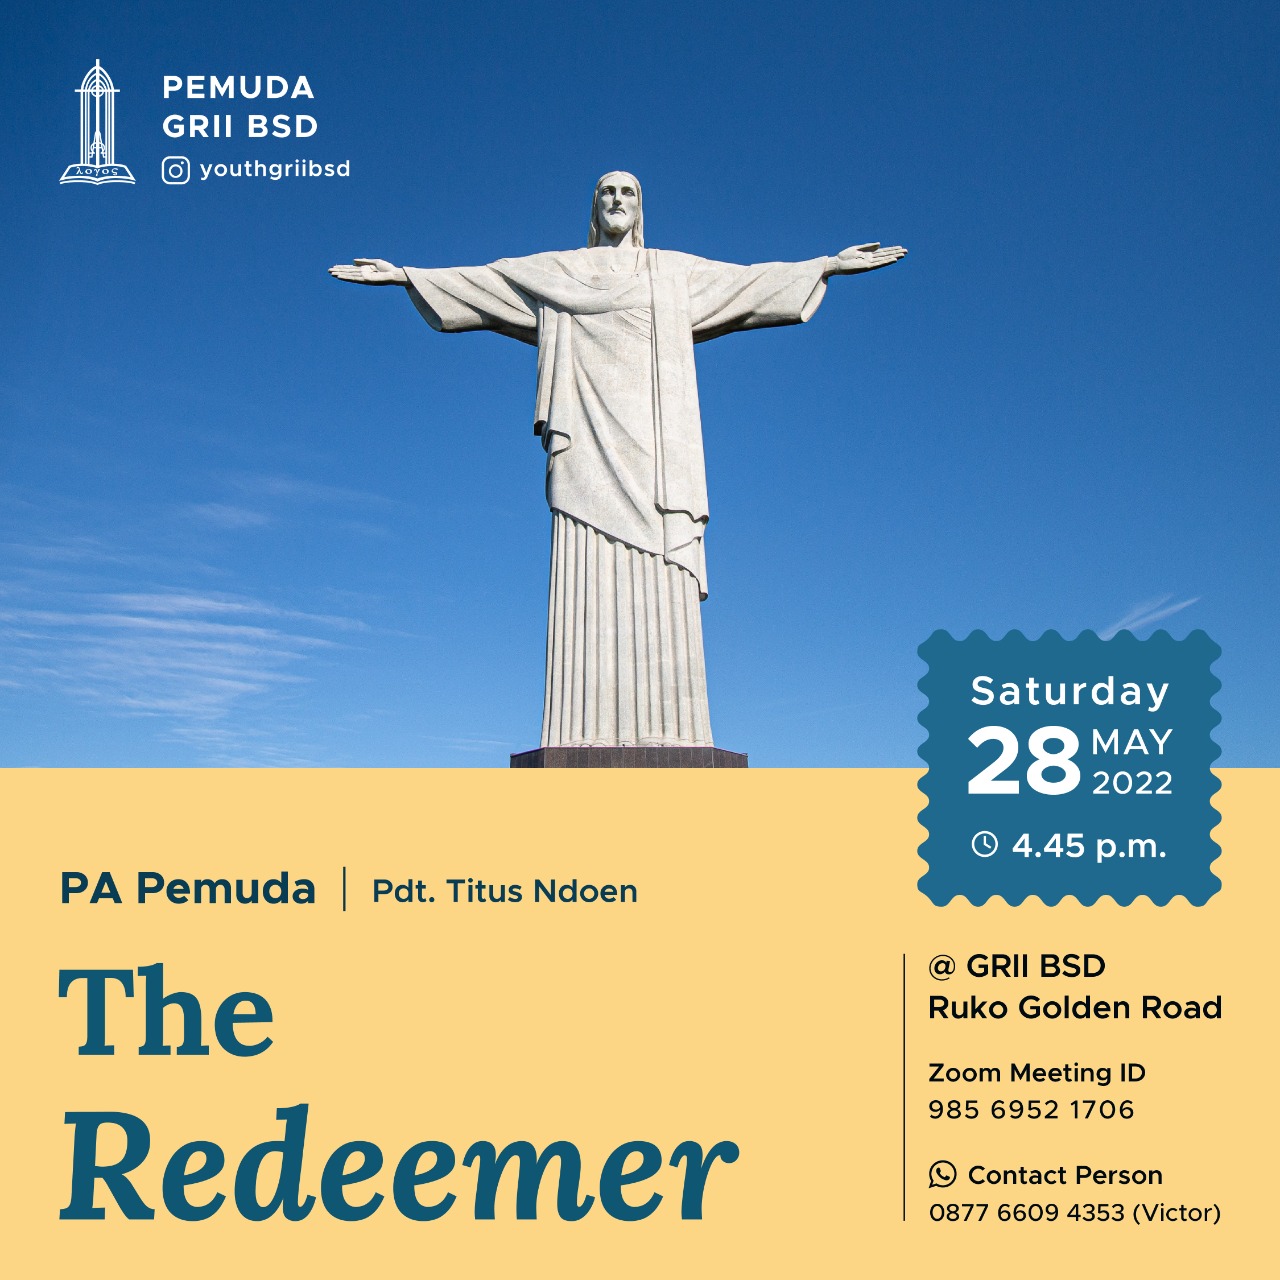 PEMUDA
GRII BSD
youthgriibsd
λογος
Saturday
28 MAY 2022
4.45 p.m.
PA Pemuda | Pdt. Titus Ndoen
The
Redeemer
@ GRII BSD
Ruko Golden Road
Zoom Meeting ID
985 6952 1706
Contact Person
0877 6609 4353 (Victor)